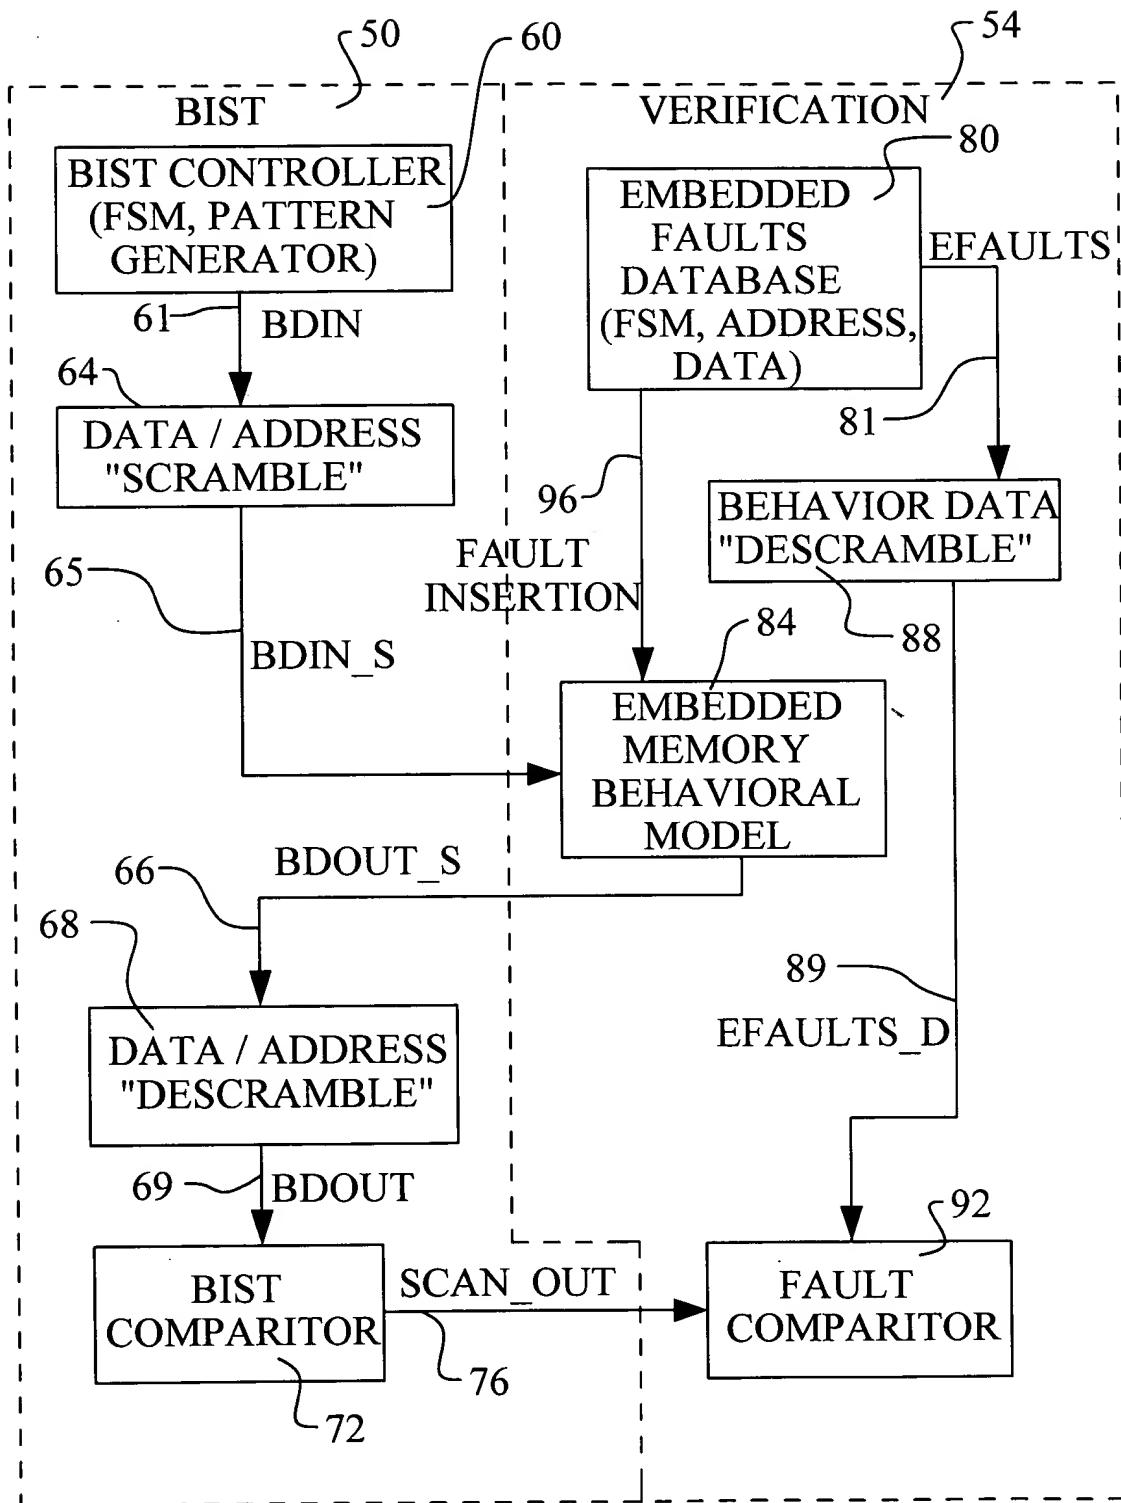 50
60
54
BIST
VERIFICATION
80
BIST CONTROLLER
(FSM, PATTERN
GENERATOR)
EMBEDDED
FAULTS
DATABASE
(FSM, ADDRESS,
DATA)
EFAULTS
61
BDIN
64
81
DATA / ADDRESS
"SCRAMBLE"
96
BEHAVIOR DATA
"DESCRAMBLE"
FAULT
INSERTION
65
84
88
BDIN_S
EMBEDDED
MEMORY
BEHAVIORAL
MODEL
BDOUT_S
66
68
89
DATA / ADDRESS
"DESCRAMBLE"
EFAULTS_D
69
BDOUT
92
BIST
COMPARITOR
SCAN_OUT
FAULT
COMPARITOR
76
72